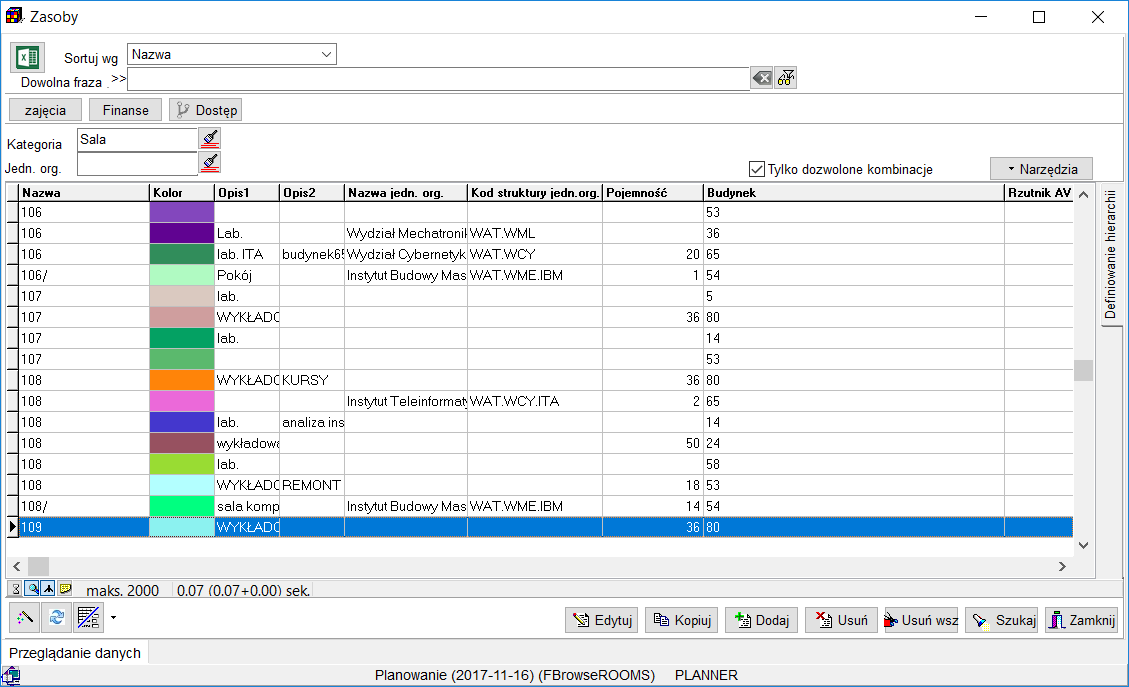 Zasoby
Sortuj wg Nazwa
Dowolna fraza . >>
zajęcia Finanse Dostęp
Kategoria Sala
Jedn. org.
Tylko dozwolone kombinacje Narzędzia
Nazwa Kolor Opis1 Opis2 Nazwa jedn. org. Kod struktury jedn.org. Pojemność Budynek Rzutnik AV
106 53
106 Lab. Wydział Mechatronik WAT.WML 36
106 lab. ITA budynek65 Wydział Cybernetyk WAT.WCY 20 65
106/ Pokój Instytut Budowy Mas WAT.WME.IBM 1 54
107 lab. 5
107 WYKŁADO 36 80
107 lab. 14
107 53
108 WYKŁADO KURSY 36 80
108 Instytut Teleinformaty WAT.WCY.ITA 2 65
108 lab. analiza ins 14
108 wykładowa 50 24
108 lab. 58
108 WYKŁADO REMONT 18 53
108/ sala komp Instytut Budowy Mas WAT.WME.IBM 14 54
109 WYKŁADO 36 80
Definiowanie hierarchii
maks. 2000 0.07 (0.07+0.00) sek.
Edytuj Kopiuj Dodaj Usuń Usuń wsz Szukaj Zamknij
Przeglądanie danych
Planowanie (2017-11-16) (FBrowseROOMS) PLANNER